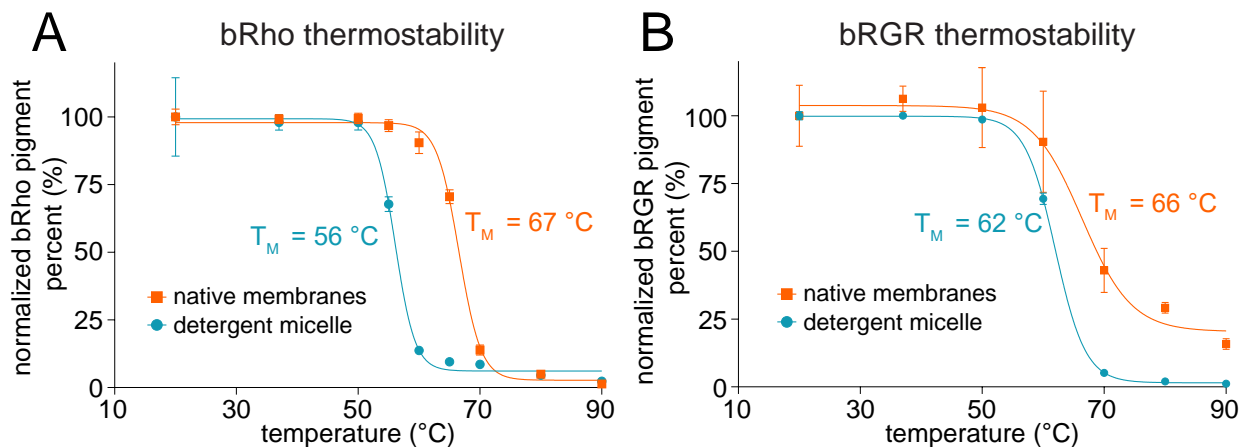 A
bRho thermostability
normalized bRho pigment
percent (%)
100
75
50
25
0
T_M = 56 °C
T_M = 67 °C
native membranes
detergent micelle
10 30 50 70 90
temperature (°C)
B
bRGR thermostability
normalized bRGR pigment
percent (%)
100
75
50
25
0
T_M = 62 °C
T_M = 66 °C
native membranes
detergent micelle
10 30 50 70 90
temperature (°C)